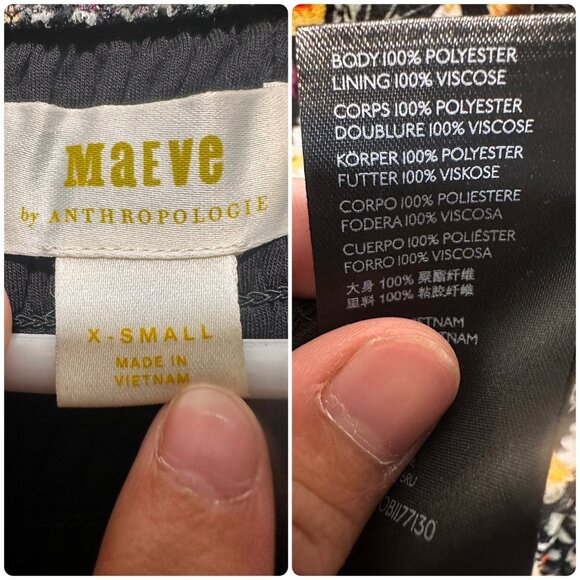 MaEVe
by ANTHROPOLOGIE
X-SMALL
MADE IN
VIETNAM
BODY 100% POLYESTER
LINING 100% VISCOSE
CORPS 100% POLYESTER
DOUBLURE 100% VISCOSE
KÖRPER 100% POLYESTER
FUTTER 100% VISKOSE
CORPO 100% POLIESTERE
FODERA 100% VISCOSA
CUERPO 100% POLIÉSTER
FORRO 100% VISCOSA
大身 100% 聚酯纤维
里料 100% 粘胶纤维